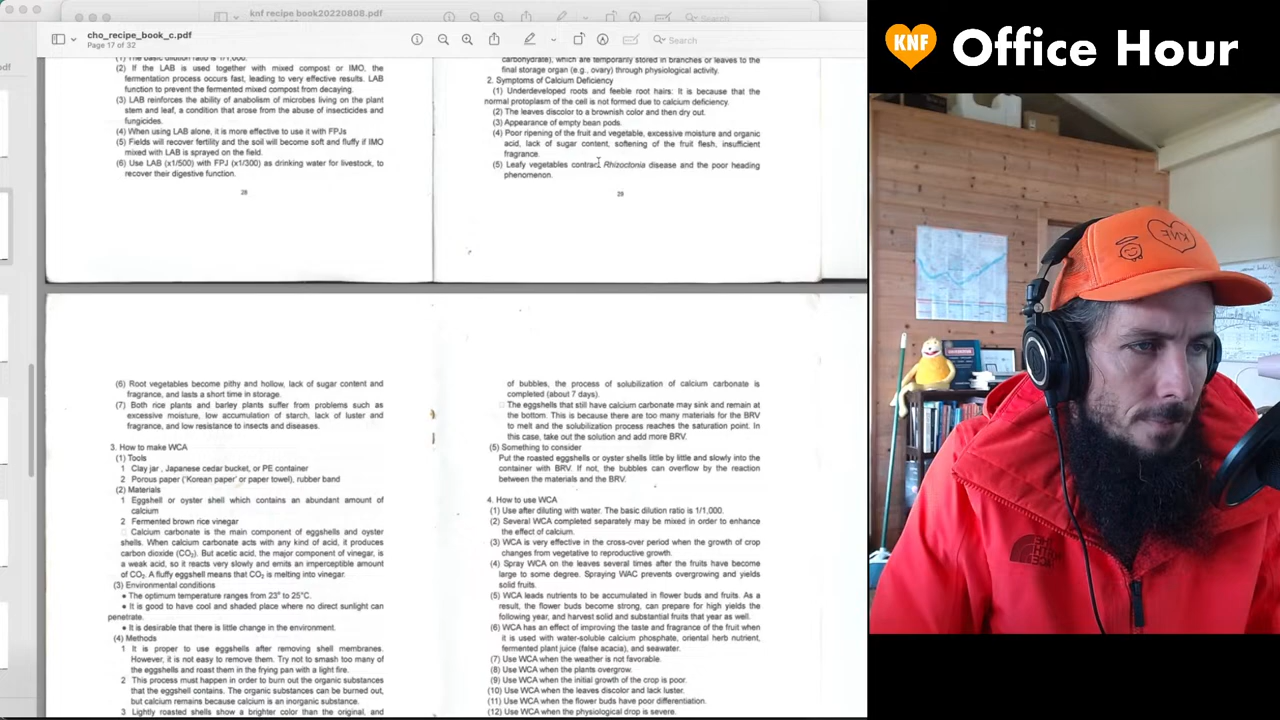 knf recipe book20220808.pdf
Search
cho_recipe_book_c.pdf
Page 17 of 32
Search
pdf
KNF
Office Hour
(1) The basic dilution ratio is 1/1,000.
(2) If the LAB is used together with mixed compost or IMO, the
fermentation process occurs fast, leading to very effective results. LAB
function to prevent the fermented mixed compost from decaying.
(3) LAB reinforces the ability of anabolism of microbes living on the plant
stem and leaf, a condition that arose from the abuse of insecticides and
fungicides.
(4) When using LAB alone, it is more effective to use it with FPJs
(5) Fields will recover fertility and the soil will become soft and fluffy if IMO
mixed with LAB is sprayed on the field.
(6) Use LAB (x1/500) with FPJ (x1/300) as drinking water for livestock, to
recover their digestive function.
28
carbohydrate), which are temporarily stored in branches or leaves to the
final storage organ (e.g., ovary) through physiological activity.
2. Symptoms of Calcium Deficiency
(1) Underdeveloped roots and feeble root hairs: It is because that the
normal protoplasm of the cell is not formed due to calcium deficiency.
(2) The leaves discolor to a brownish color and then dry out.
(3) Appearance of empty bean pods.
(4) Poor ripening of the fruit and vegetable, excessive moisture and organic
acid, lack of sugar content, softening of the fruit flesh, insufficient
fragrance.
(5) Leafy vegetables contract Rhizoctonia disease and the poor heading
phenomenon.
29
(6) Root vegetables become pithy and hollow, lack of sugar content and
fragrance, and lasts a short time in storage.
(7) Both rice plants and barley plants suffer from problems such as
excessive moisture, low accumulation of starch, lack of luster and
fragrance, and low resistance to insects and diseases.
3. How to make WCA
(1) Tools
1 Clay jar , Japanese cedar bucket, or PE container
2 Porous paper ('Korean paper' or paper towel), rubber band
(2) Materials
1 Eggshell or oyster shell which contains an abundant amount of
calcium
2 Fermented brown rice vinegar
□ Calcium carbonate is the main component of eggshells and oyster
shells. When calcium carbonate acts with any kind of acid, it produces
carbon dioxide (CO₂). But acetic acid, the major component of vinegar, is
a weak acid, so it reacts very slowly and emits an imperceptible amount
of CO₂. A fluffy eggshell means that CO₂ is melting into vinegar.
(3) Environmental conditions
• The optimum temperature ranges from 23° to 25°C.
• It is good to have cool and shaded place where no direct sunlight can
penetrate.
• It is desirable that there is little change in the environment.
(4) Methods
1 It is proper to use eggshells after removing shell membranes.
However, it is not easy to remove them. Try not to smash too many of
the eggshells and roast them in the frying pan with a light fire.
2 This process must happen in order to burn out the organic substances
that the eggshell contains. The organic substances can be burned out,
but calcium remains because calcium is an inorganic substance.
3 Lightly roasted shells show a brighter color than the original, and
of bubbles, the process of solubilization of calcium carbonate is
completed (about 7 days).
□ The eggshells that still have calcium carbonate may sink and remain at
the bottom. This is because there are too many materials for the BRV
to melt and the solubilization process reaches the saturation point. In
this case, take out the solution and add more BRV.
(5) Something to consider
Put the roasted eggshells or oyster shells little by little and slowly into the
container with BRV. If not, the bubbles can overflow by the reaction
between the materials and the BRV.
4. How to use WCA
(1) Use after diluting with water. The basic dilution ratio is 1/1,000.
(2) Several WCA completed separately may be mixed in order to enhance
the effect of calcium.
(3) WCA is very effective in the cross-over period when the growth of crop
changes from vegetative to reproductive growth.
(4) Spray WCA on the leaves several times after the fruits have become
large to some degree. Spraying WAC prevents overgrowing and yields
solid fruits.
(5) WCA leads nutrients to be accumulated in flower buds and fruits. As a
result, the flower buds become strong, can prepare for high yields the
following year, and harvest solid and substantial fruits that year as well.
(6) WCA has an effect of improving the taste and fragrance of the fruit when
it is used with water-soluble calcium phosphate, oriental herb nutrient,
fermented plant juice (false acacia), and seawater.
(7) Use WCA when the weather is not favorable.
(8) Use WCA when the plants overgrow.
(9) Use WCA when the initial growth of the crop is poor.
(10) Use WCA when the leaves discolor and lack luster.
(11) Use WCA when the flower buds have poor differentiation.
(12) Use WCA when the physiological drop is severe.